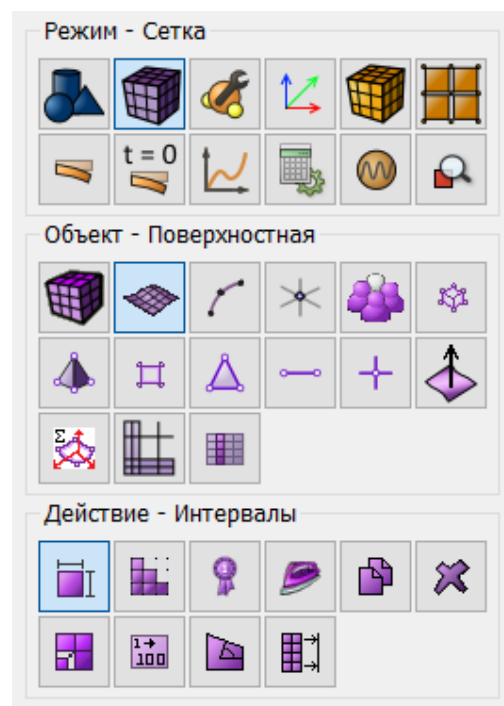 Режим - Сетка
t = 0
Объект - Поверхностная
Σ
Действие - Интервалы
1→
100